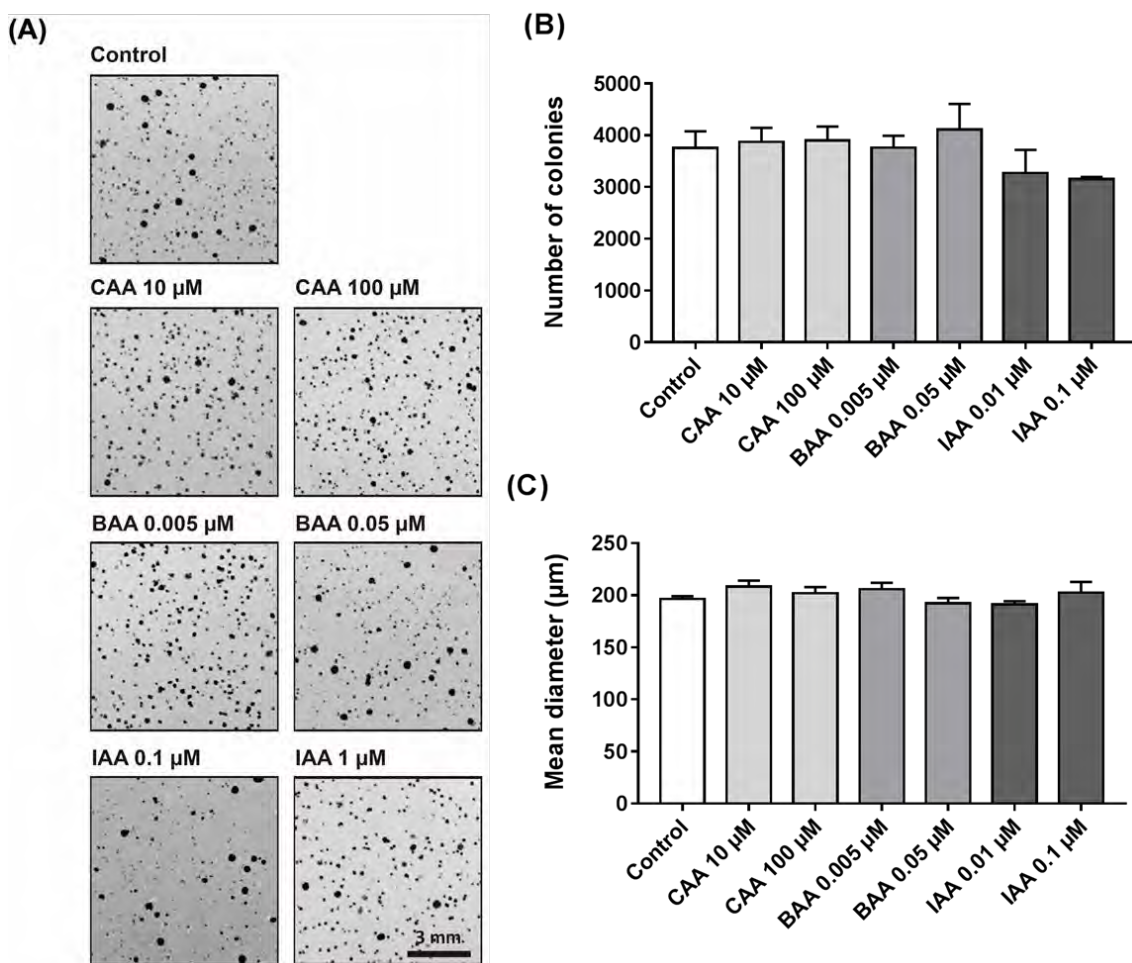 (A)
Control
CAA 10 µM CAA 100 µM
BAA 0.005 µM BAA 0.05 µM
IAA 0.1 µM IAA 1 µM
3 mm
(B)
Number of colonies
5000
4000
3000
2000
1000
0
Control
CAA 10 µM
CAA 100 µM
BAA 0.005 µM
BAA 0.05 µM
IAA 0.01 µM
IAA 0.1 µM
(C)
Mean diameter (µm)
250
200
150
100
50
0
Control
CAA 10 µM
CAA 100 µM
BAA 0.005 µM
BAA 0.05 µM
IAA 0.01 µM
IAA 0.1 µM